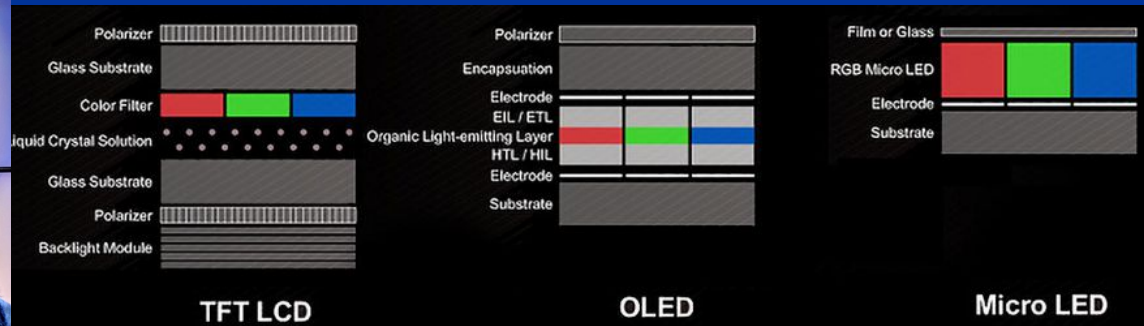 Polarizer
Glass Substrate
Color Filter
iquid Crystal Solution
Glass Substrate
Polarizer
Backlight Module
TFT LCD
Polarizer
Encapsuation
Electrode
EIL / ETL
Organic Light-emitting Layer
HTL / HIL
Electrode
Substrate
OLED
Film or Glass
RGB Micro LED
Electrode
Substrate
Micro LED